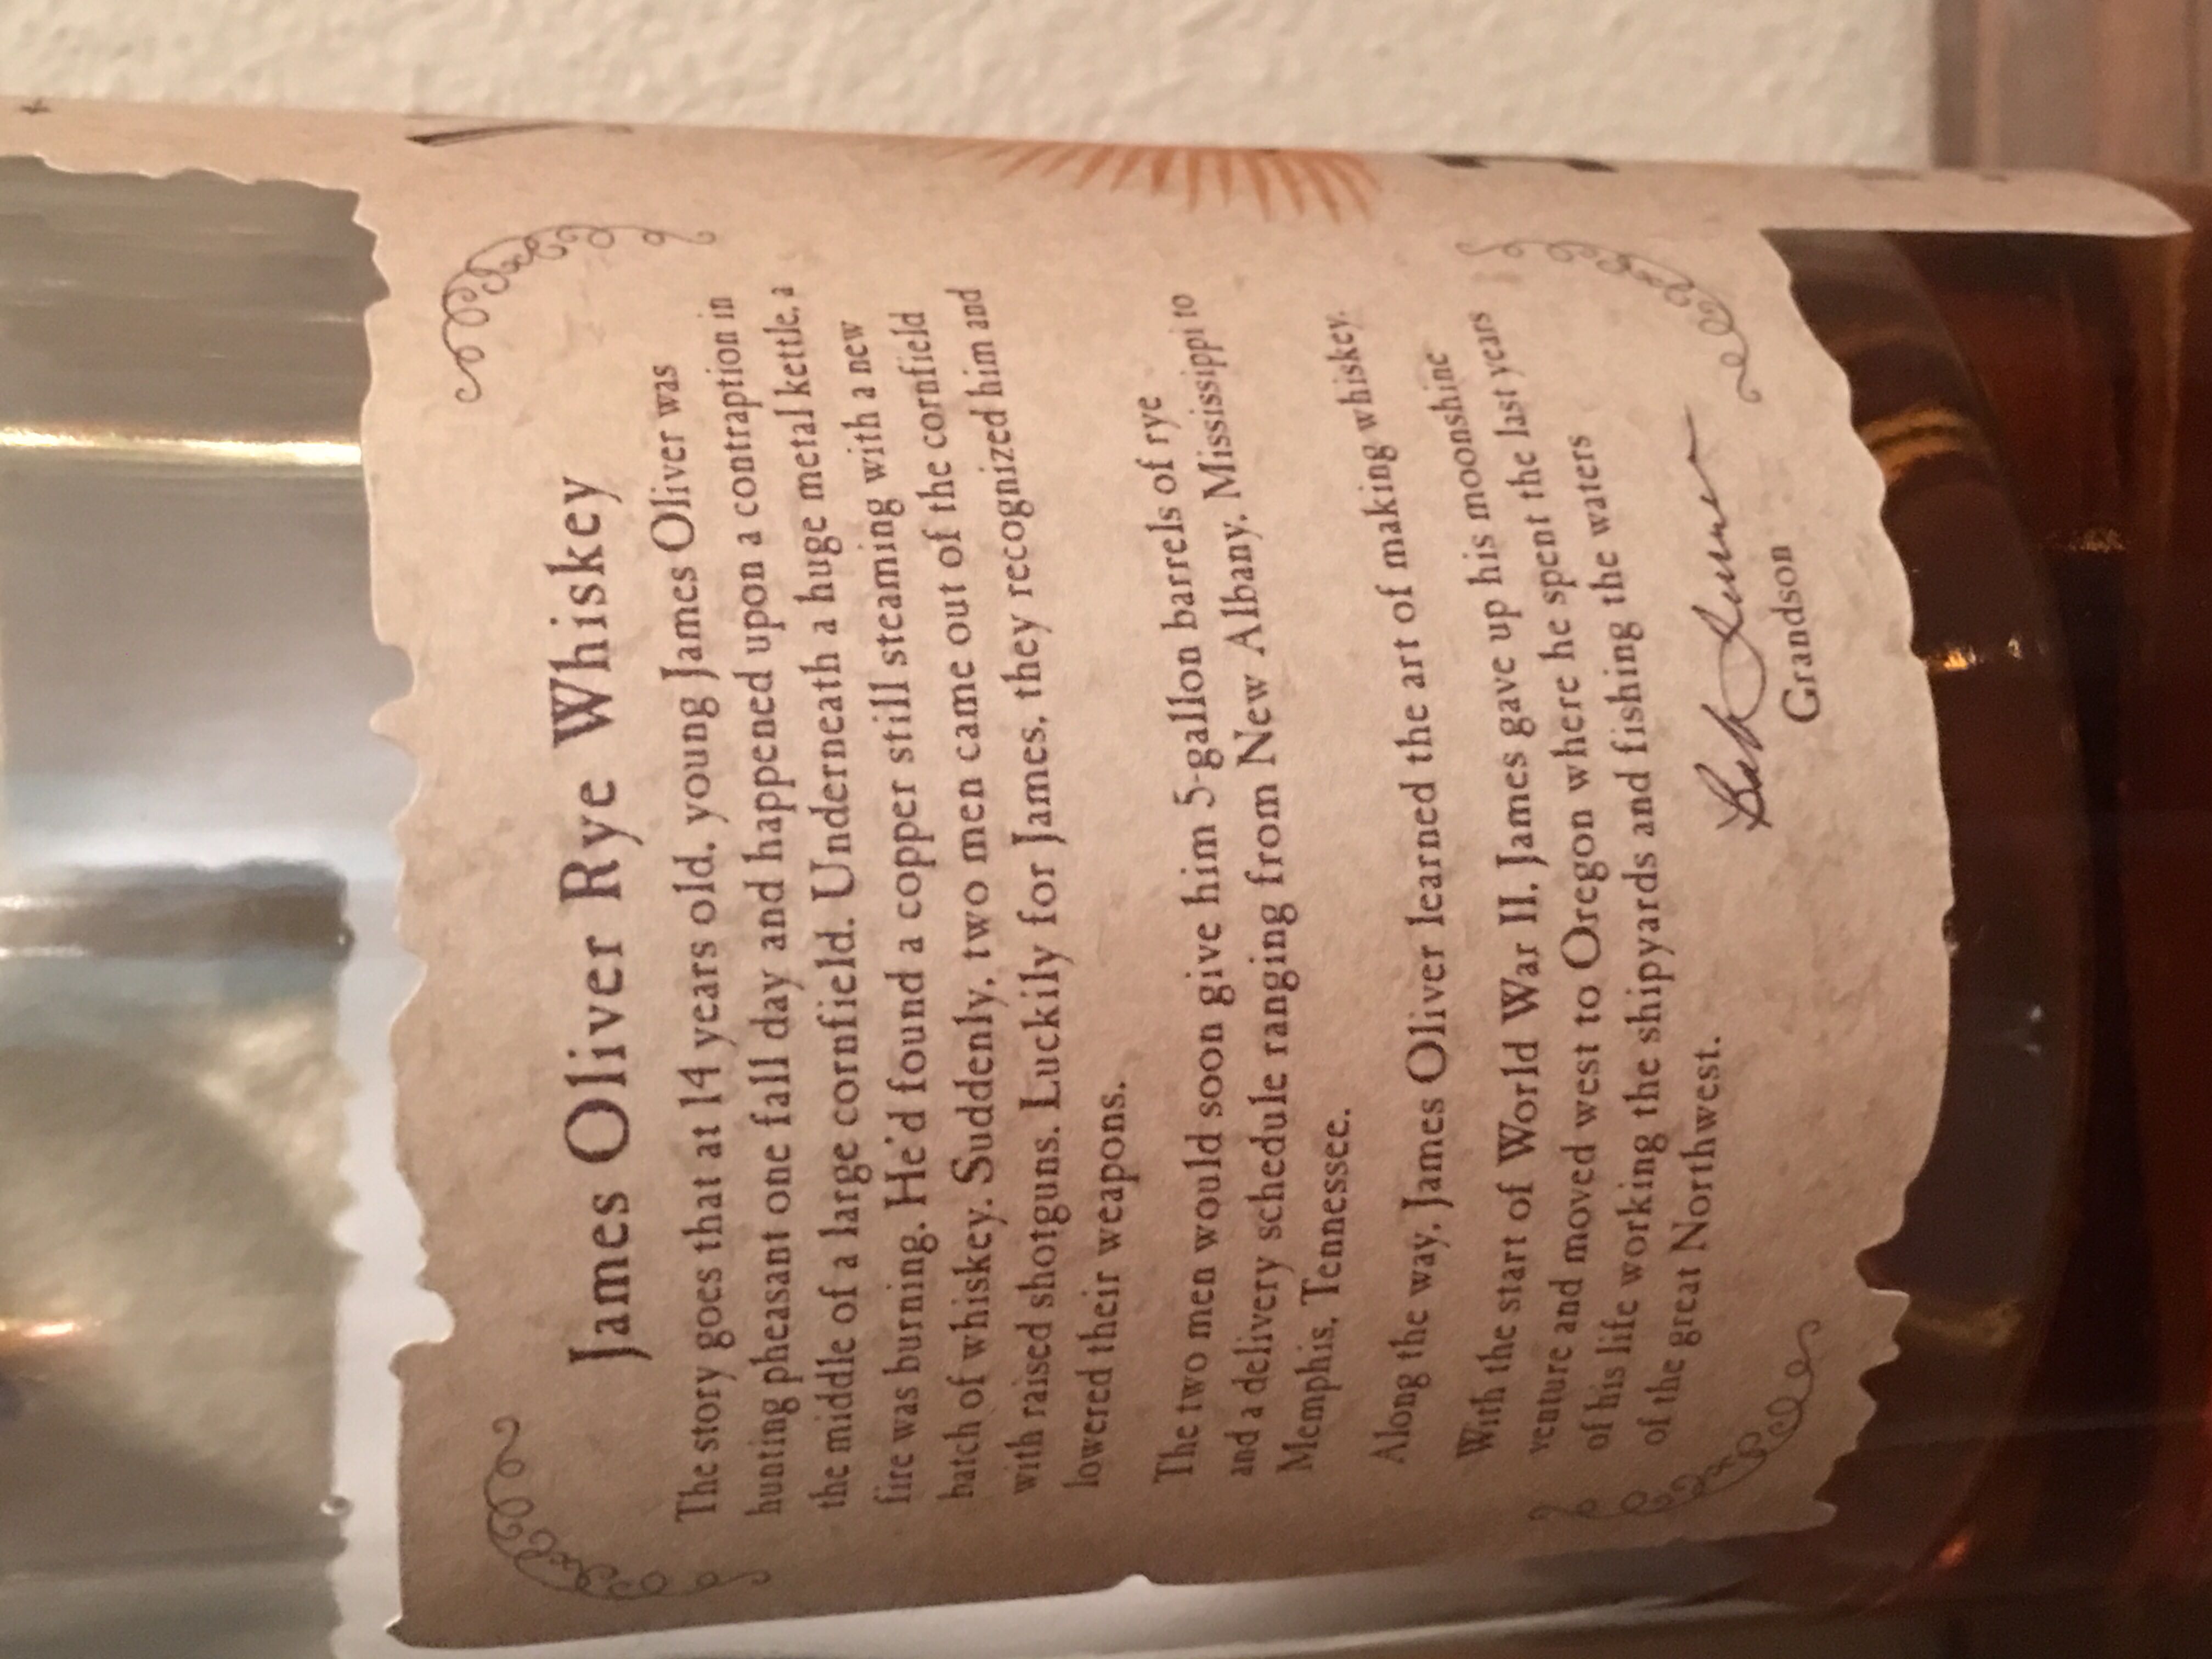 James Oliver Rye Whiskey
The story goes that at 14 years old, young James Oliver was
hunting pheasant one fall day and happened upon a contraption in
the middle of a large cornfield. Underneath a huge metal kettle, a
fire was burning. He'd found a copper still steaming with a new
batch of whiskey. Suddenly, two men came out of the cornfield
with raised shotguns. Luckily for James, they recognized him and
lowered their weapons.
The two men would soon give him 5-gallon barrels of rye
and a delivery schedule ranging from New Albany, Mississippi to
Memphis, Tennessee.
Along the way, James Oliver learned the art of making whiskey.
With the start of World War II, James gave up his moonshine
venture and moved west to Oregon where he spent the last years
of his life working the shipyards and fishing the waters
of the great Northwest.
Grandson